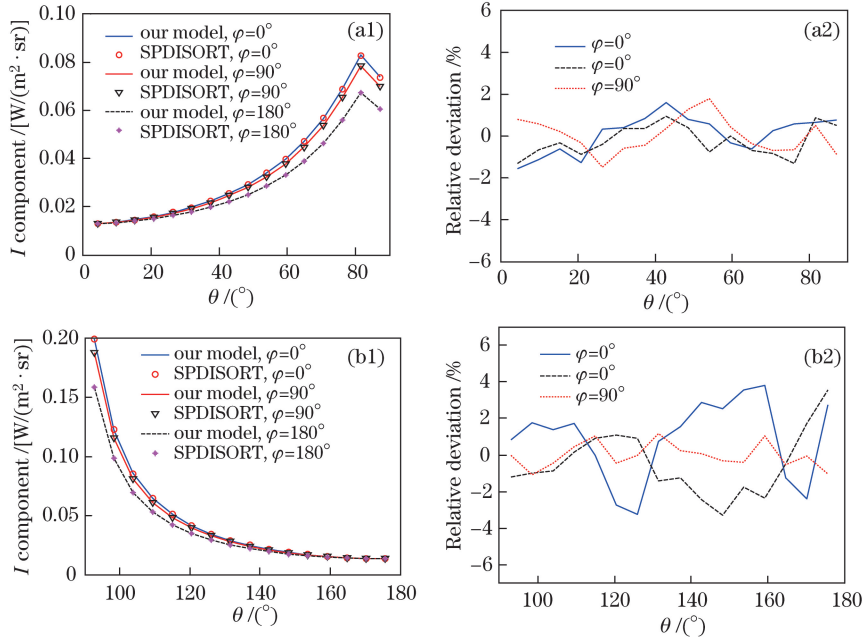 (a1)
our model, φ=0°
SPDISORT, φ=0°
our model, φ=90°
SPDISORT, φ=90°
our model, φ=180°
SPDISORT, φ=180°
I component /[W/(m²·sr)]
0.10
0.08
0.06
0.04
0.02
0
0 20 40 60 80 100
θ /(°)
(a2)
φ=0°
φ=0°
φ=90°
Relative deviation /%
6
4
2
0
−2
−4
−6
0 20 40 60 80
θ /(°)
(b1)
our model, φ=0°
SPDISORT, φ=0°
our model, φ=90°
SPDISORT, φ=90°
our model, φ=180°
SPDISORT, φ=180°
I component /[W/(m²·sr)]
0.20
0.15
0.10
0.05
0
100 120 140 160 180
θ /(°)
(b2)
φ=0°
φ=0°
φ=90°
Relative deviation /%
6
4
2
0
−2
−4
−6
100 120 140 160 180
θ /(°)